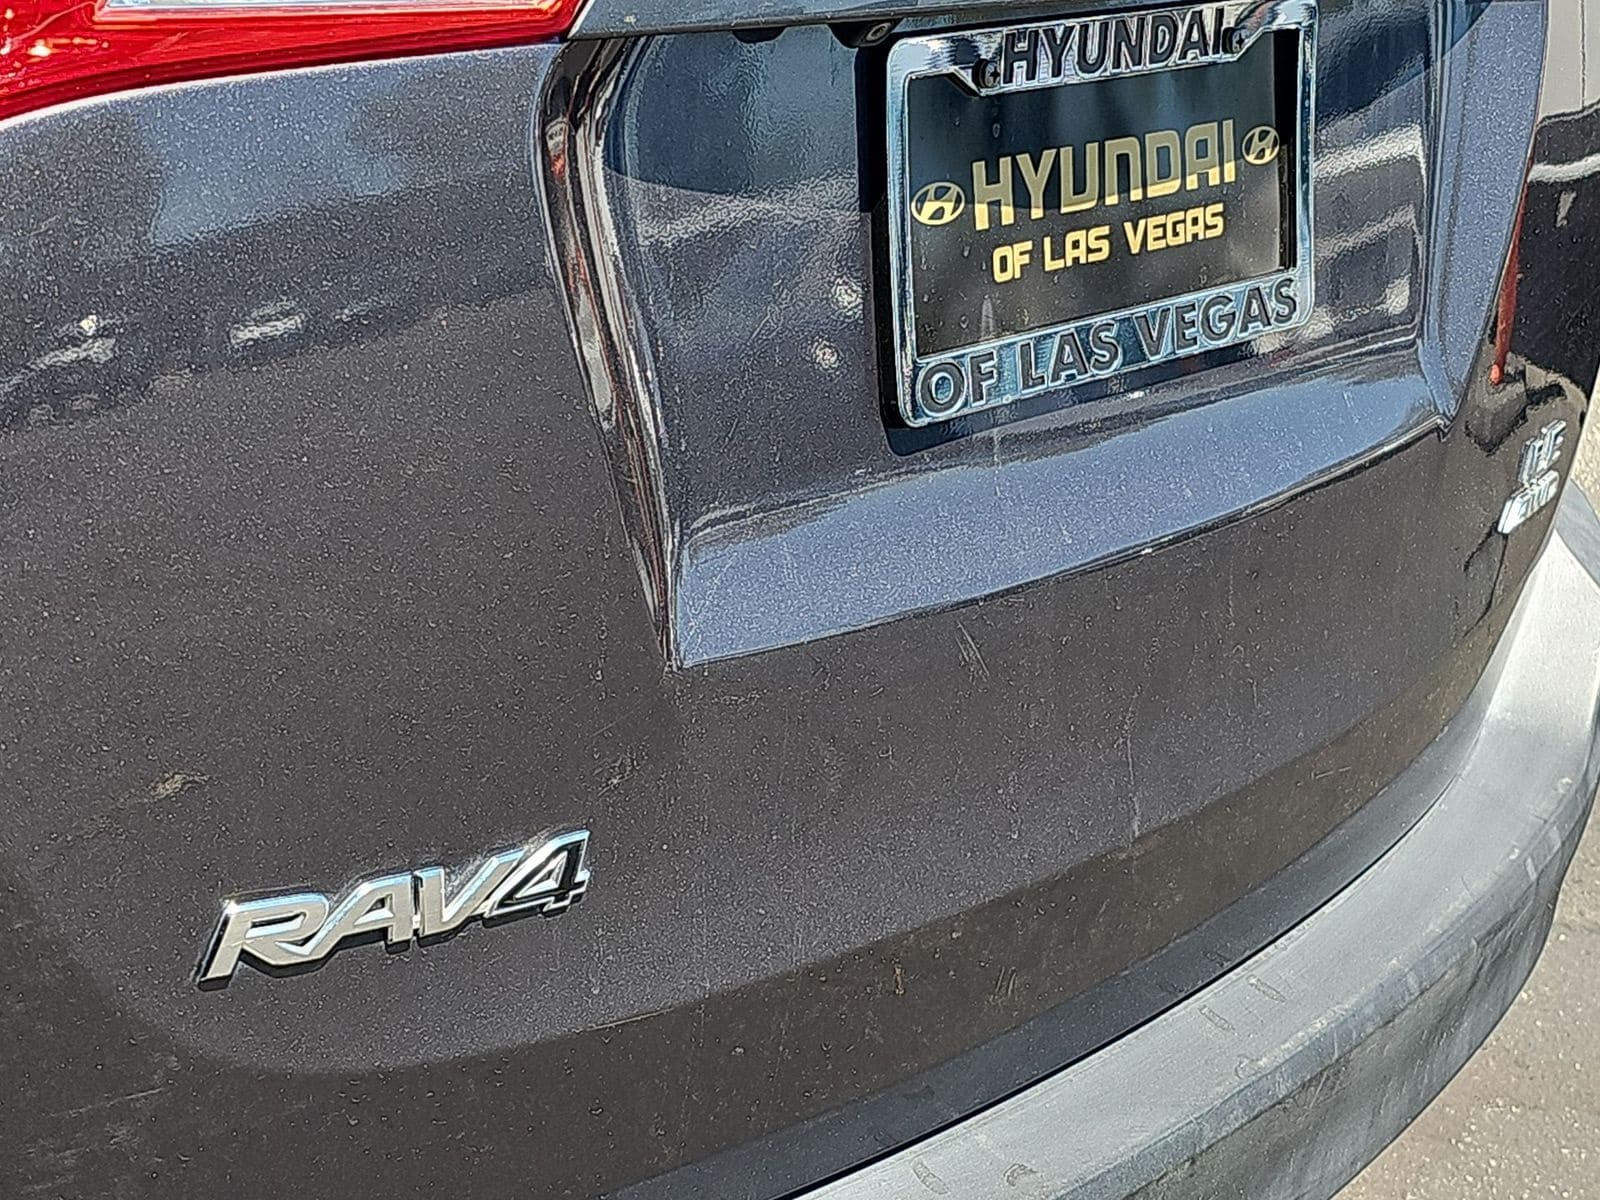 HYUNDAI
HYUNDAI
OF LAS VEGAS
OF LAS VEGAS
RAV4